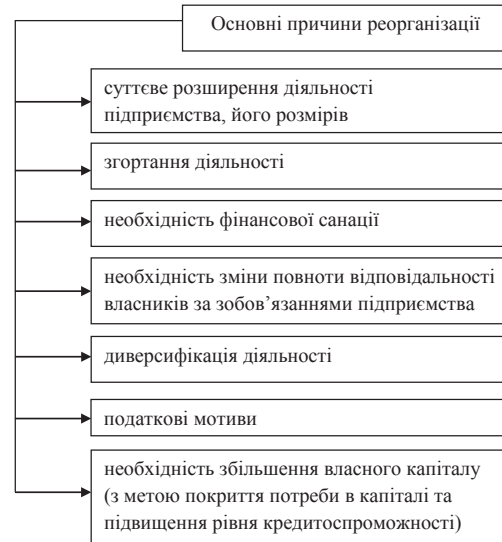 Основні причини реорганізації
суттєве розширення діяльності
підприємства, його розмірів
згортання діяльності
необхідність фінансової санації
необхідність зміни повноти відповідальності
власників за зобов’язаннями підприємства
диверсифікація діяльності
податкові мотиви
необхідність збільшення власного капіталу
(з метою покриття потреби в капіталі та
підвищення рівня кредитоспроможності)